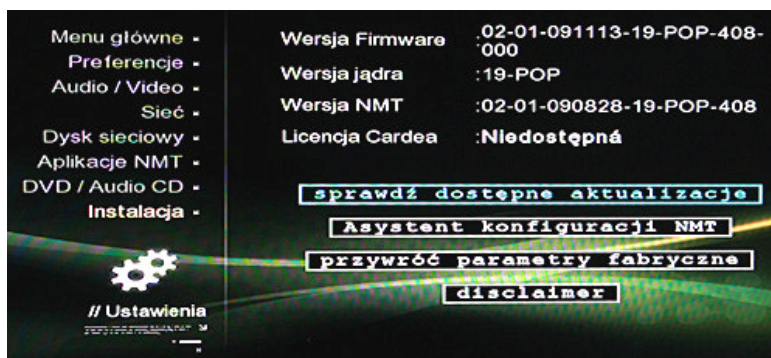 Menu główne
Preferencje
Audio / Video
Sieć
Dysk sieciowy
Aplikacje NMT
DVD / Audio CD
Instalacja
// Ustawienia
Wersja Firmware :02-01-091113-19-POP-408-
000
Wersja jądra :19-POP
Wersja NMT :02-01-090828-19-POP-408
Licencja Cardea :Niedostępná
sprawdź dostępne aktualizacje
Asystent konfiguracji NMT
przywróć parametry fabryczne
disclaimer